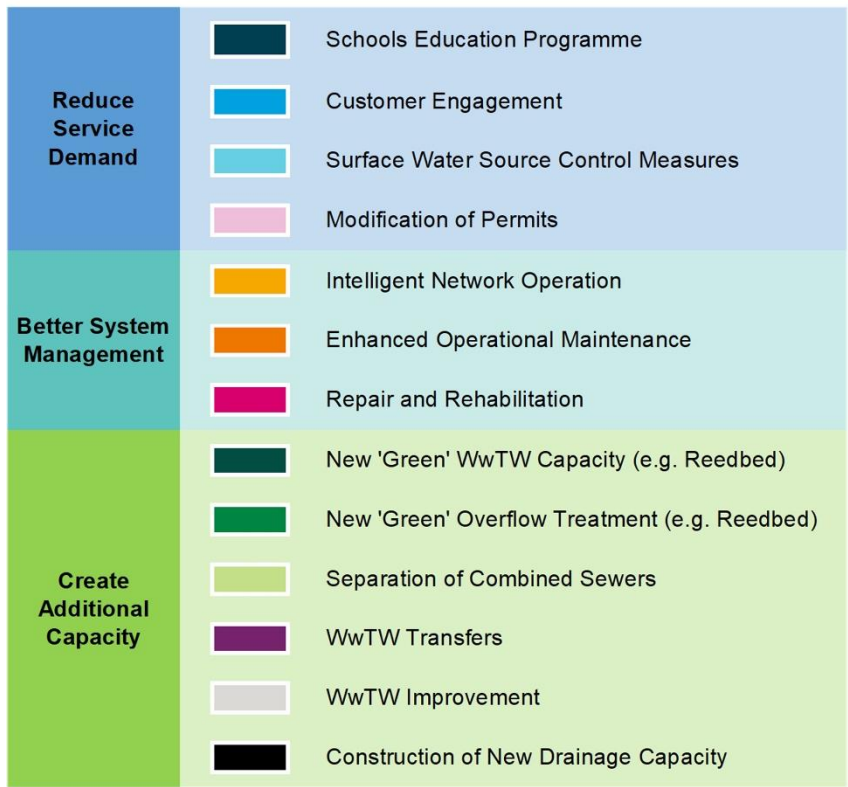 Reduce
Service
Demand
Schools Education Programme
Customer Engagement
Surface Water Source Control Measures
Modification of Permits
Better System
Management
Intelligent Network Operation
Enhanced Operational Maintenance
Repair and Rehabilitation
Create
Additional
Capacity
New 'Green' WwTW Capacity (e.g. Reedbed)
New 'Green' Overflow Treatment (e.g. Reedbed)
Separation of Combined Sewers
WwTW Transfers
WwTW Improvement
Construction of New Drainage Capacity